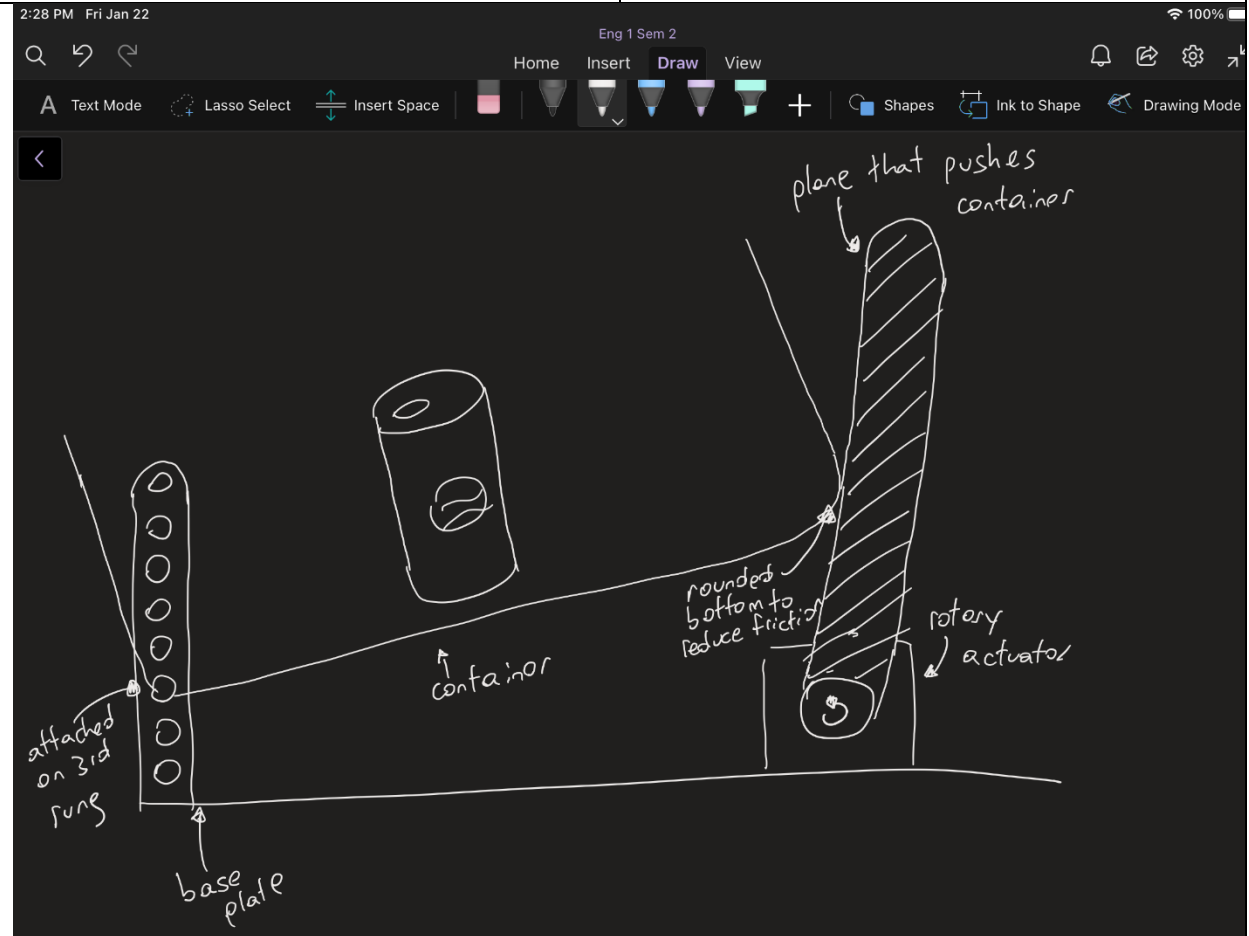 2:28 PM Fri Jan 22
100%
Eng 1 Sem 2
Home Insert Draw View
A Text Mode Lasso Select Insert Space Shapes Ink to Shape Drawing Mode
plane that pushes
container
rounded
bottom to
reduce friction
rotary
actuator
container
attached
on 3rd
rung
base
plate